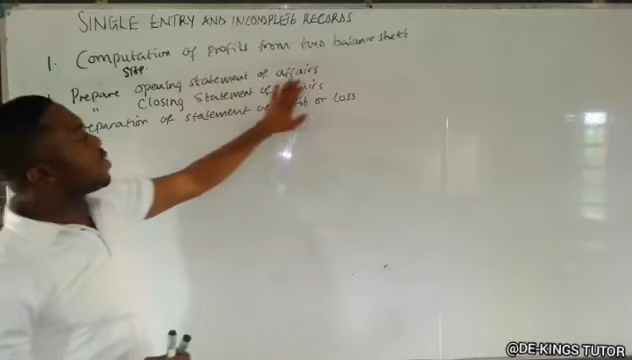 SINGLE ENTRY AND INCOMPLETE RECORDS
1. Computation of profits from two balance sheet
STEP
Prepare opening statement of affairs
" Closing Statement of
Preparation of statement of or Loss
@DE-KINGS TUTOR